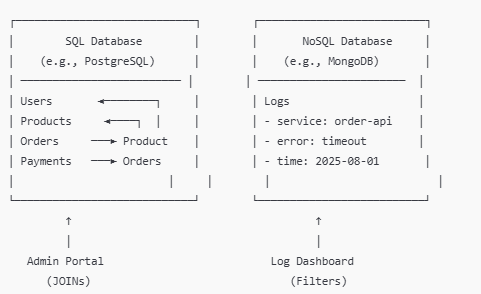 SQL Database
(e.g., PostgreSQL)
Users
Products
Orders → Product
Payments → Orders
Admin Portal
(JOINs)
NoSQL Database
(e.g., MongoDB)
Logs
- service: order-api
- error: timeout
- time: 2025-08-01
Log Dashboard
(Filters)